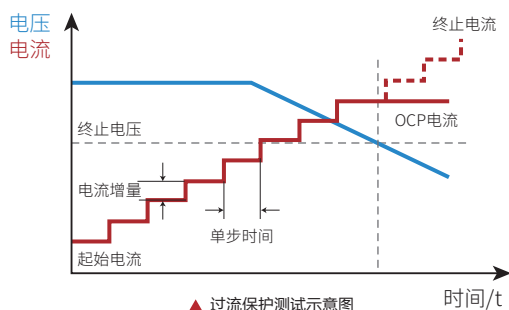 电压
电流
终止电流
终止电压
OCP电流
电流增量
单步时间
起始电流
时间/t
▲ 过流保护测试示意图